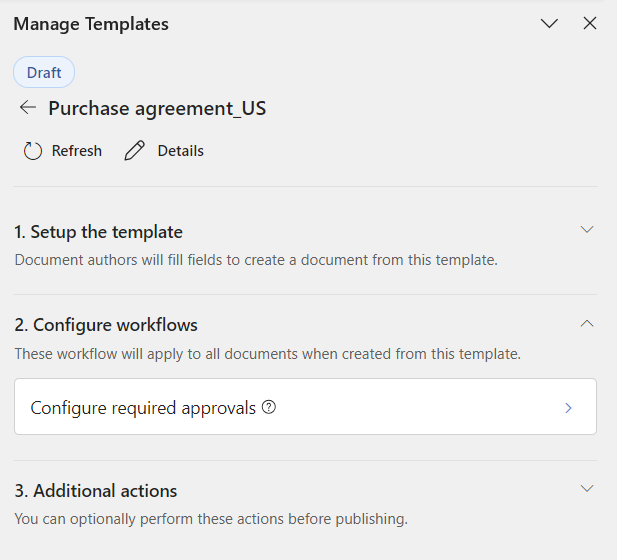 Manage Templates
Draft
Purchase agreement_US
Refresh Details
1. Setup the template
Document authors will fill fields to create a document from this template.
2. Configure workflows
These workflow will apply to all documents when created from this template.
Configure required approvals
3. Additional actions
You can optionally perform these actions before publishing.